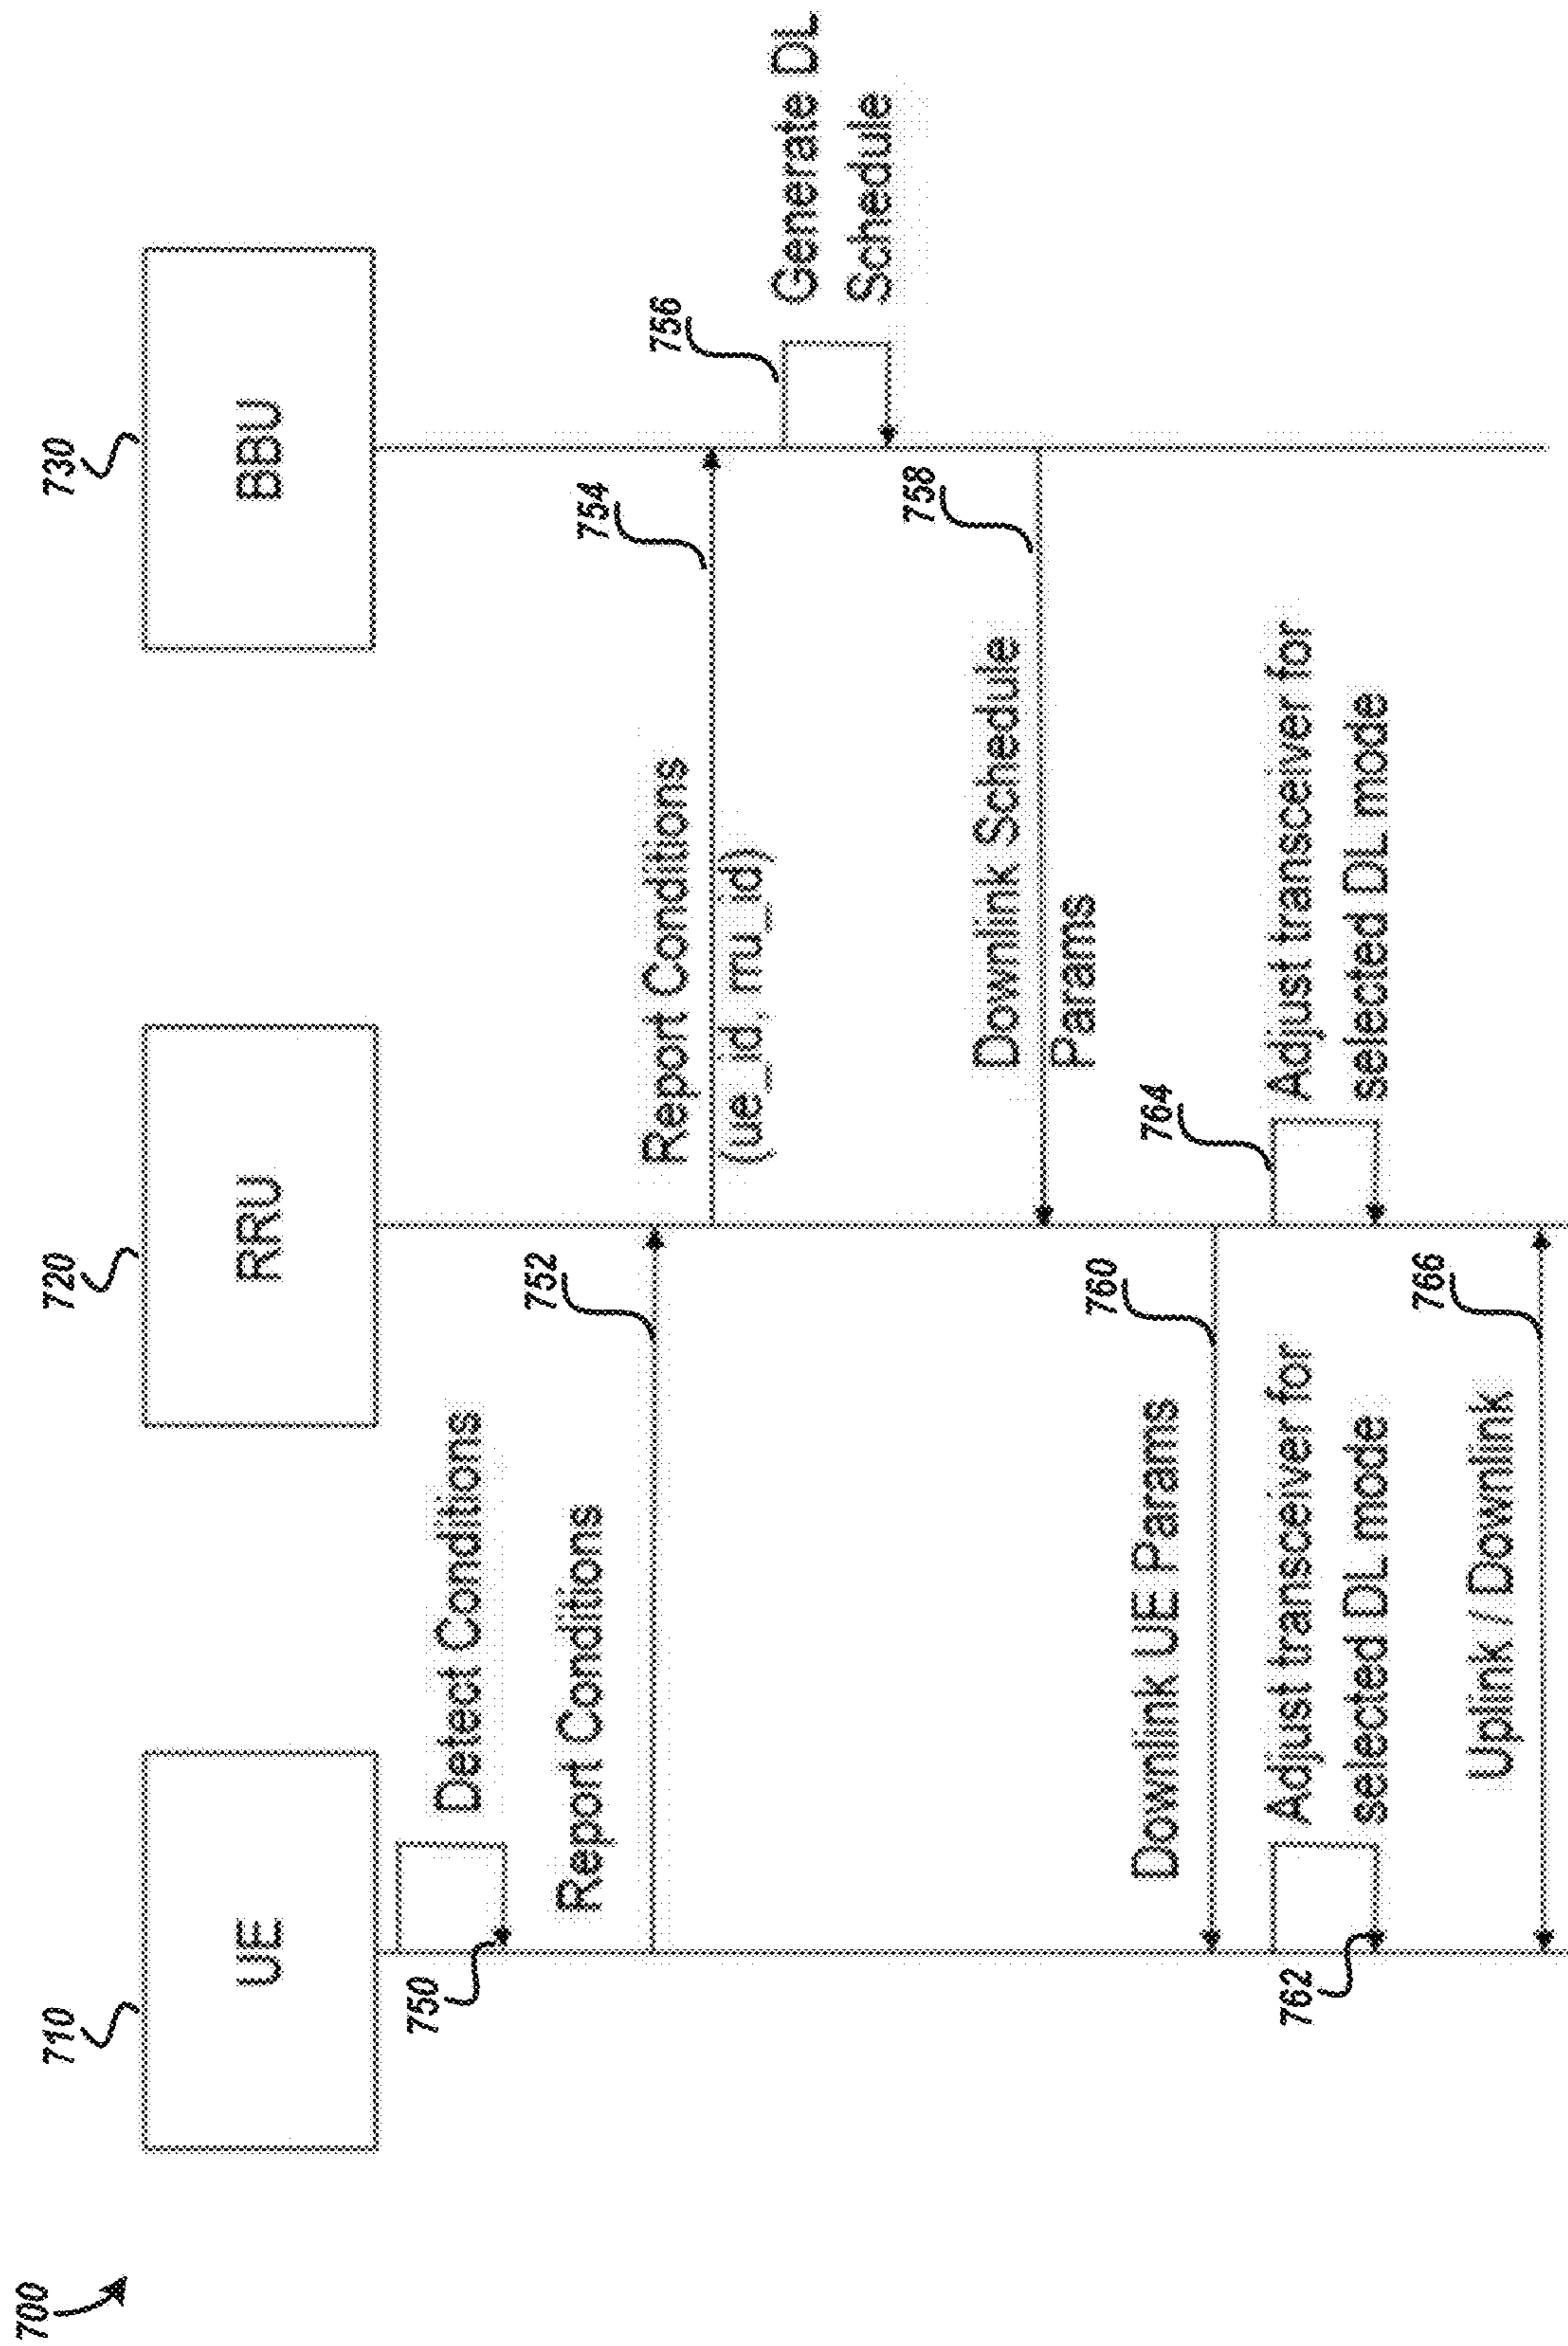 700
710
720
730
UE
RRU
BBU
750
Detect Conditions
Report Conditions
752
Report Conditions
(ue_id, rru_id)
754
756
Generate DL
Schedule
Downlink Schedule
Params
758
Downlink UE Params
760
762
Adjust transceiver for
selected DL mode
764
Adjust transceiver for
selected DL mode
Uplink / Downlink
766